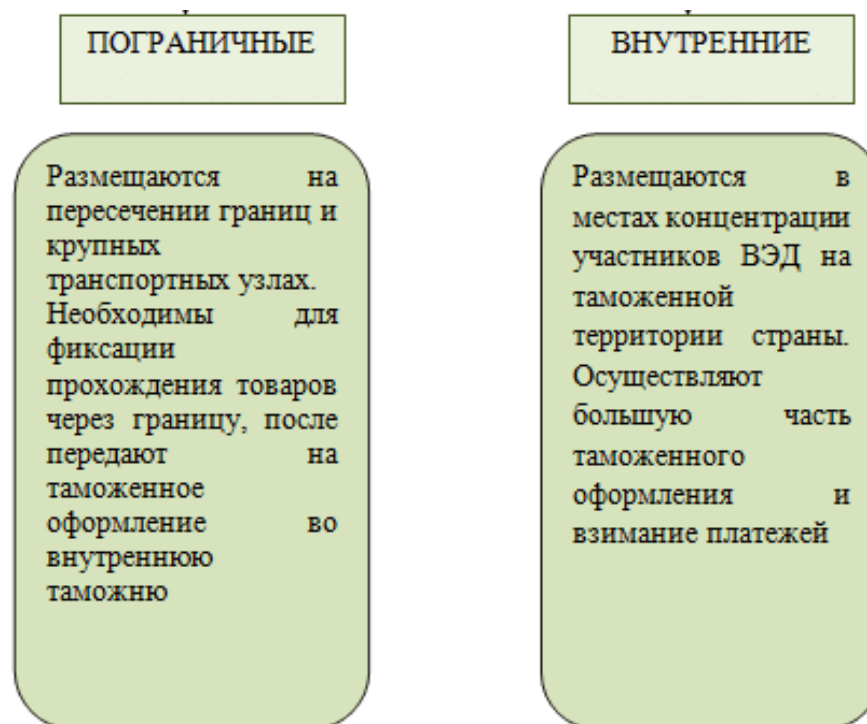 ПОГРАНИЧНЫЕ
Размещаются на
пересечении границ и
крупных
транспортных узлах.
Необходимы для
фиксации
прохождения товаров
через границу, после
передают на
таможенное
оформление во
внутреннюю
таможню
ВНУТРЕННИЕ
Размещаются в
местах концентрации
участников ВЭД на
таможенной
территории страны.
Осуществляют
большую часть
таможенного
оформления и
взимание платежей